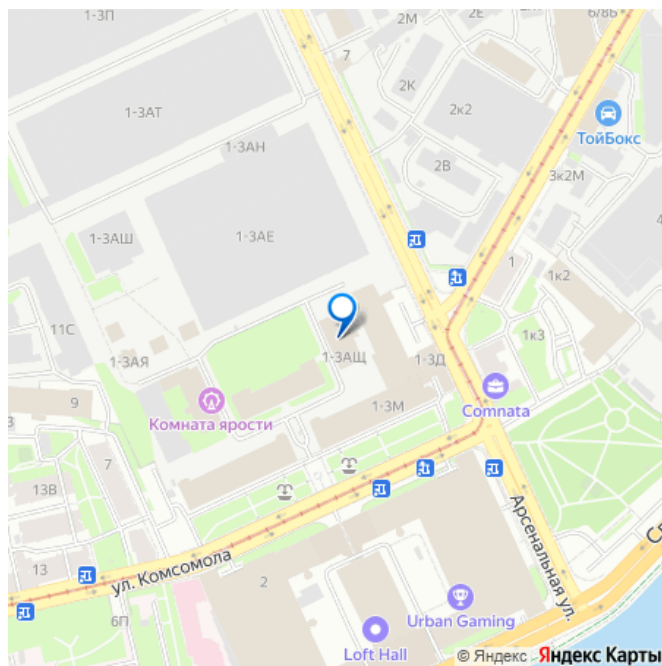 1-3П
2М
2Е
6/8Б
7
2К
1-3АТ
2к2
ТойБокс
1-3АН
2В
3к2М
1-3АШ
1-3АЕ
4
1
1к2
11С
1-3АЩ
1к3
1-3АЯ
1-3Д
9
Comnata
Комната ярости
1-3М
3
7
13В
Арсенальная ул.
13
ул. Комсомола
2
6П
Urban Gaming
Loft Hall
© Яндекс Яндекс Карты